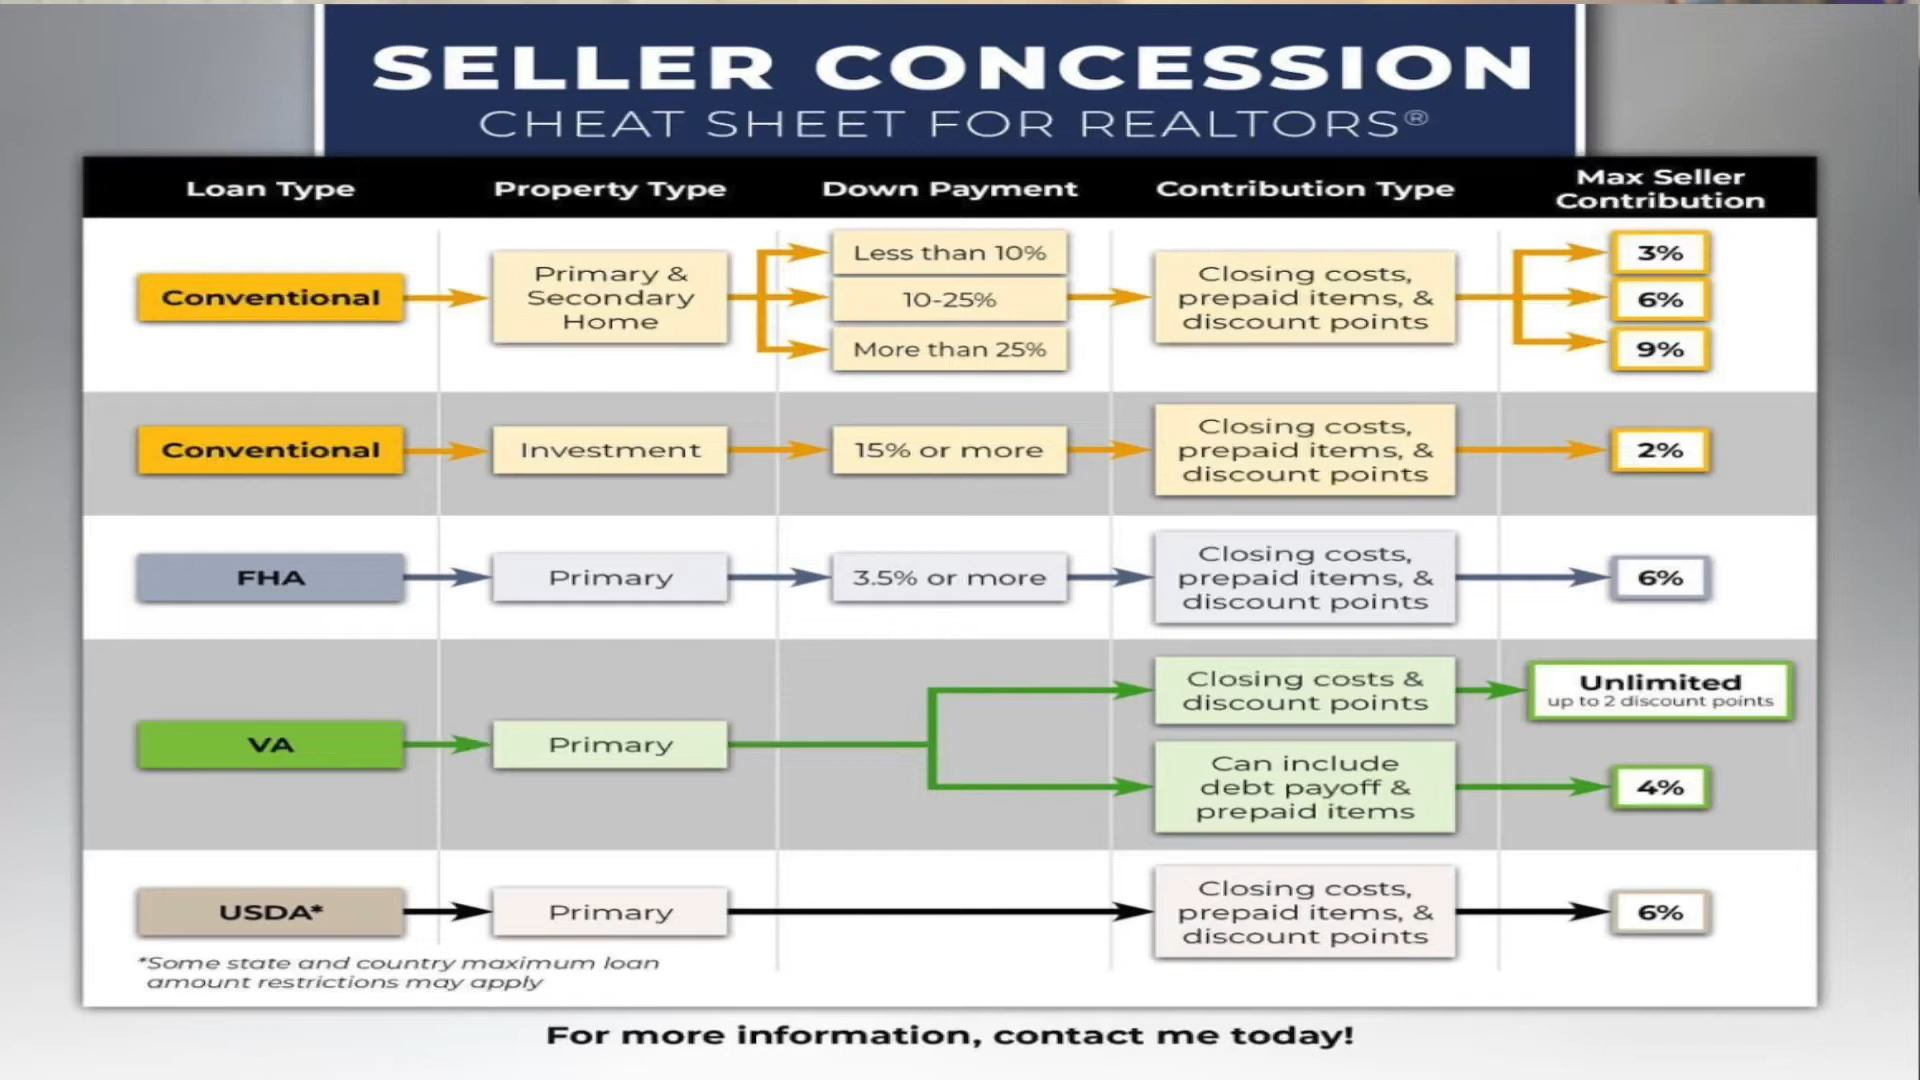 SELLER CONCESSION
CHEAT SHEET FOR REALTORS®
Loan Type
Property Type
Down Payment
Contribution Type
Max Seller
Contribution
Conventional
Primary &
Secondary
Home
Less than 10%
10-25%
More than 25%
Closing costs,
prepaid items, &
discount points
3%
6%
9%
Conventional
Investment
15% or more
Closing costs,
prepaid items, &
discount points
2%
FHA
Primary
3.5% or more
Closing costs,
prepaid items, &
discount points
6%
VA
Primary
Closing costs &
discount points
Unlimited
up to 2 discount points
Can include
debt payoff &
prepaid items
4%
USDA*
Primary
Closing costs,
prepaid items, &
discount points
6%
*Some state and country maximum loan
amount restrictions may apply
For more information, contact me today!